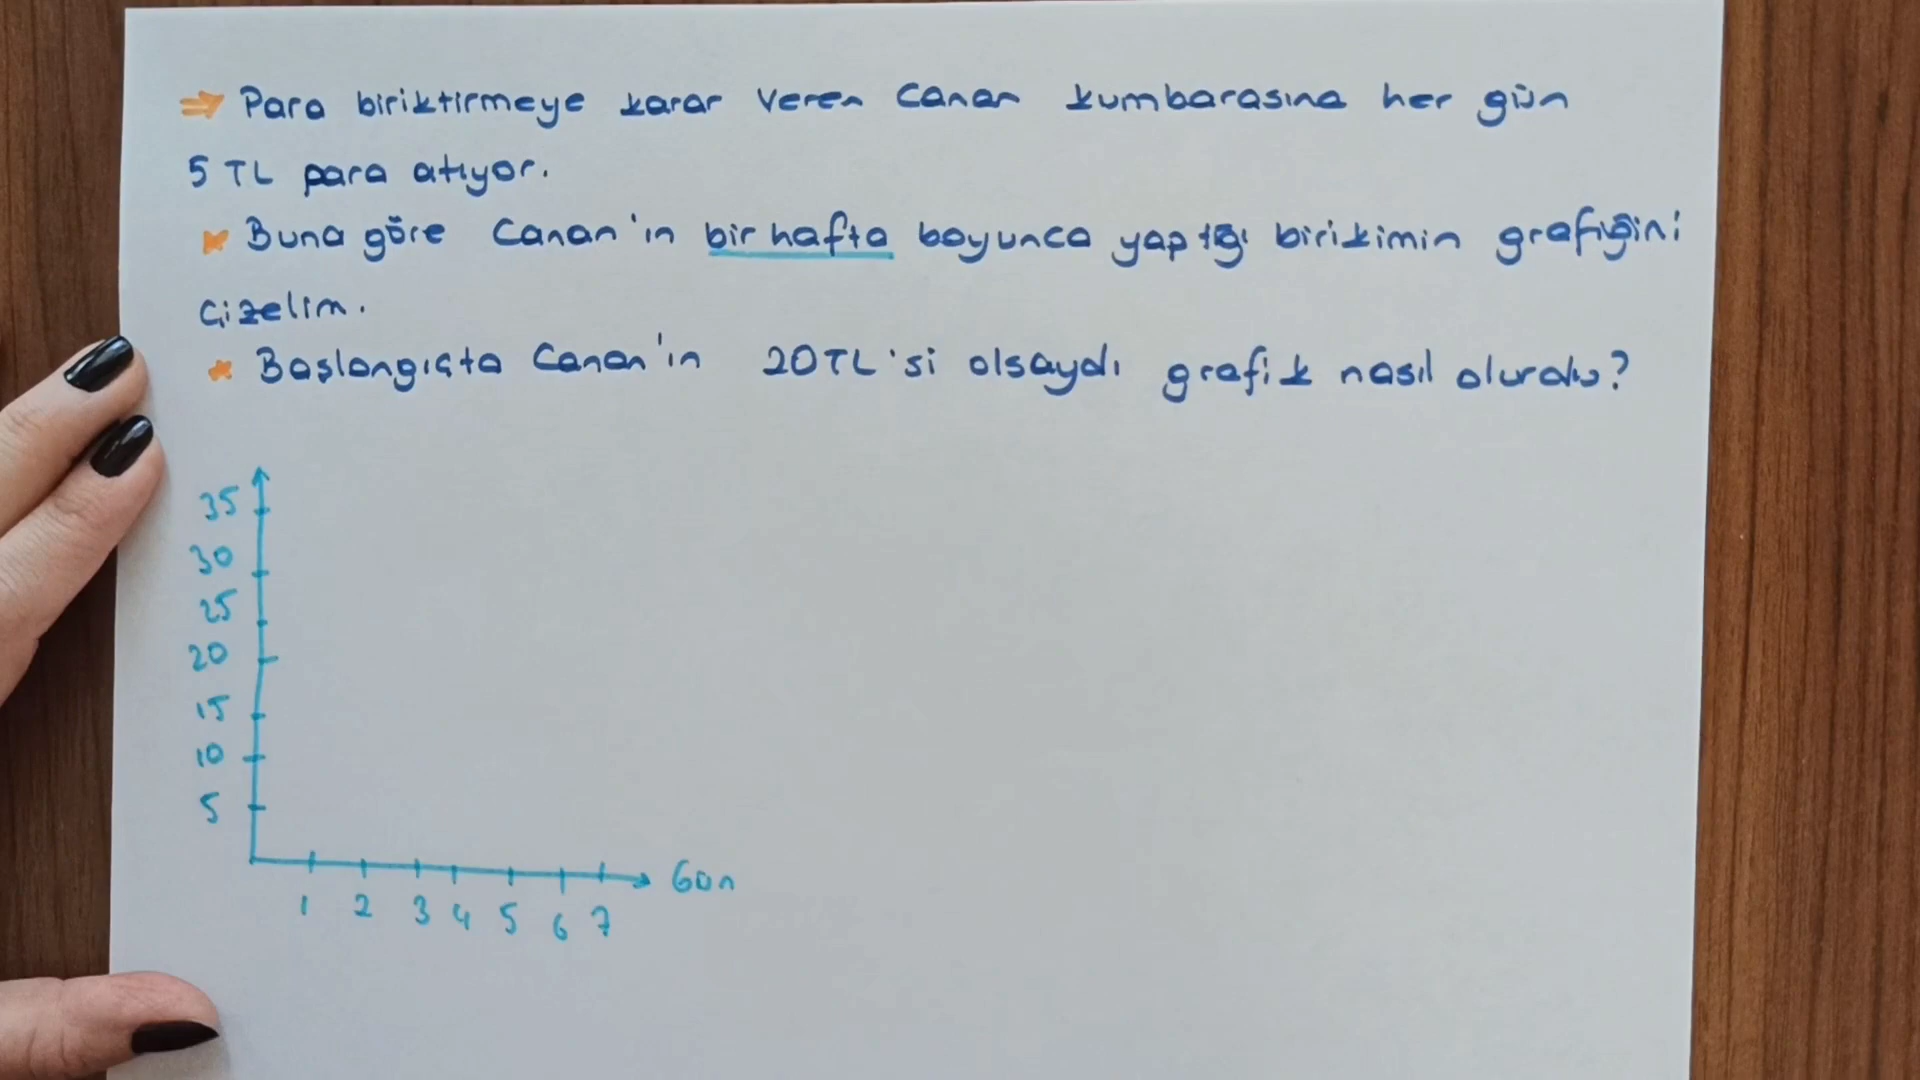 ⇒ Para biriktirmeye karar veren Canan kumbarasına her gün
5 TL para atıyor.
* Buna göre Canan'ın bir hafta boyunca yaptığı birikimin grafiğini
çizelim.
* Başlangıçta Canan'ın 20TL'si olsaydı grafik nasıl olurdu?
35
30
25
20
15
10
5
Gün
1 2 3 4 5 6 7